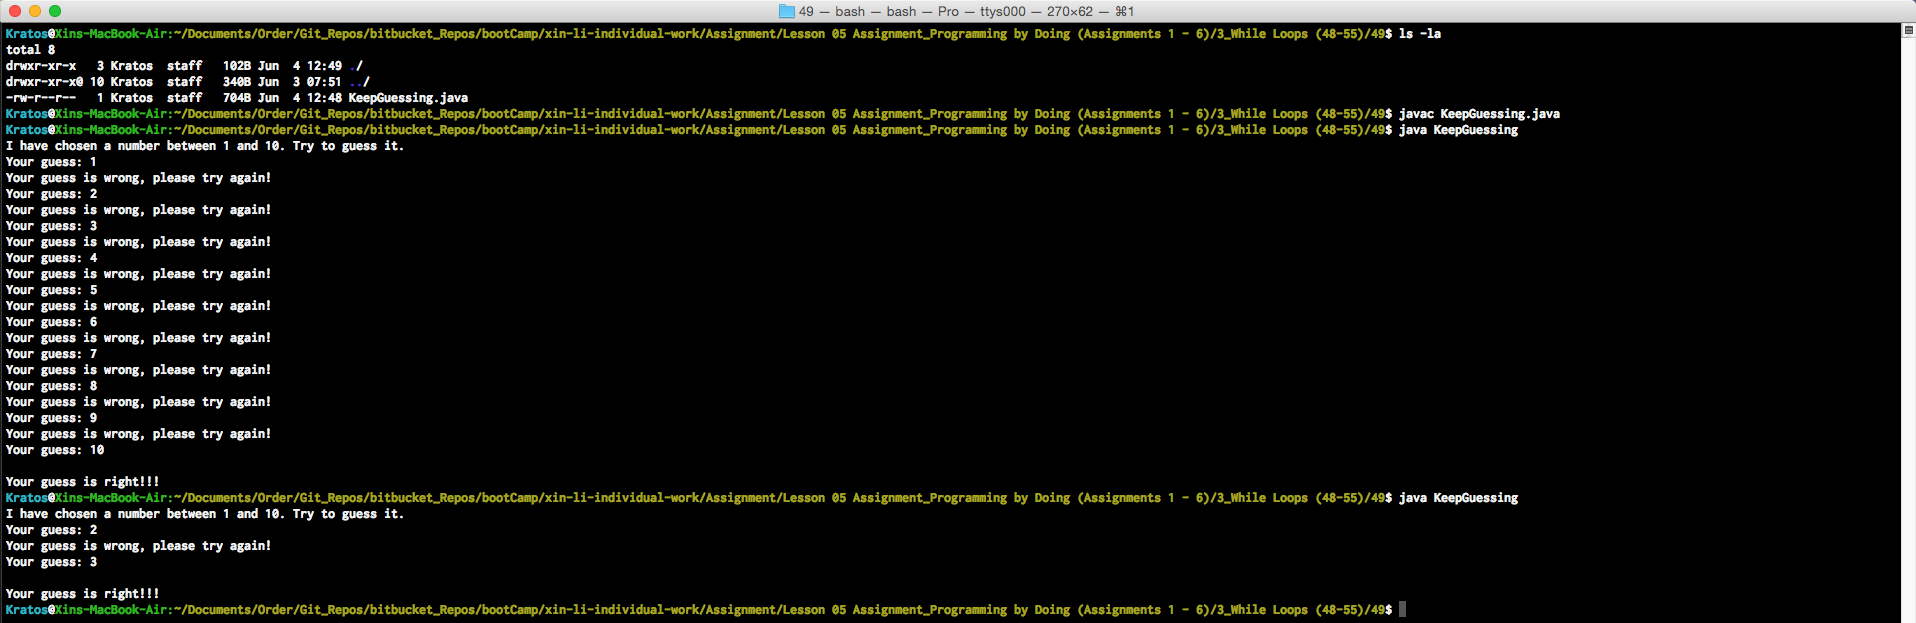 49 — bash — bash — Pro — ttys000 — 270×62 — ⌘1
Kratos@Xins-MacBook-Air:~/Documents/Order/Git_Repos/bitbucket_Repos/bootCamp/xin-li-individual-work/Assignment/Lesson 05 Assignment_Programming by Doing (Assignments 1 - 6)/3_While Loops (48-55)/49$ ls -la
total 8
drwxr-xr-x   3 Kratos  staff   102B Jun  4 12:49 ./
drwxr-xr-x@ 10 Kratos  staff   340B Jun  3 07:51 ../
-rw-r--r--   1 Kratos  staff   704B Jun  4 12:48 KeepGuessing.java
Kratos@Xins-MacBook-Air:~/Documents/Order/Git_Repos/bitbucket_Repos/bootCamp/xin-li-individual-work/Assignment/Lesson 05 Assignment_Programming by Doing (Assignments 1 - 6)/3_While Loops (48-55)/49$ javac KeepGuessing.java
Kratos@Xins-MacBook-Air:~/Documents/Order/Git_Repos/bitbucket_Repos/bootCamp/xin-li-individual-work/Assignment/Lesson 05 Assignment_Programming by Doing (Assignments 1 - 6)/3_While Loops (48-55)/49$ java KeepGuessing
I have chosen a number between 1 and 10. Try to guess it.
Your guess: 1
Your guess is wrong, please try again!
Your guess: 2
Your guess is wrong, please try again!
Your guess: 3
Your guess is wrong, please try again!
Your guess: 4
Your guess is wrong, please try again!
Your guess: 5
Your guess is wrong, please try again!
Your guess: 6
Your guess is wrong, please try again!
Your guess: 7
Your guess is wrong, please try again!
Your guess: 8
Your guess is wrong, please try again!
Your guess: 9
Your guess is wrong, please try again!
Your guess: 10
Your guess is right!!!
Kratos@Xins-MacBook-Air:~/Documents/Order/Git_Repos/bitbucket_Repos/bootCamp/xin-li-individual-work/Assignment/Lesson 05 Assignment_Programming by Doing (Assignments 1 - 6)/3_While Loops (48-55)/49$ java KeepGuessing
I have chosen a number between 1 and 10. Try to guess it.
Your guess: 2
Your guess is wrong, please try again!
Your guess: 3
Your guess is right!!!
Kratos@Xins-MacBook-Air:~/Documents/Order/Git_Repos/bitbucket_Repos/bootCamp/xin-li-individual-work/Assignment/Lesson 05 Assignment_Programming by Doing (Assignments 1 - 6)/3_While Loops (48-55)/49$